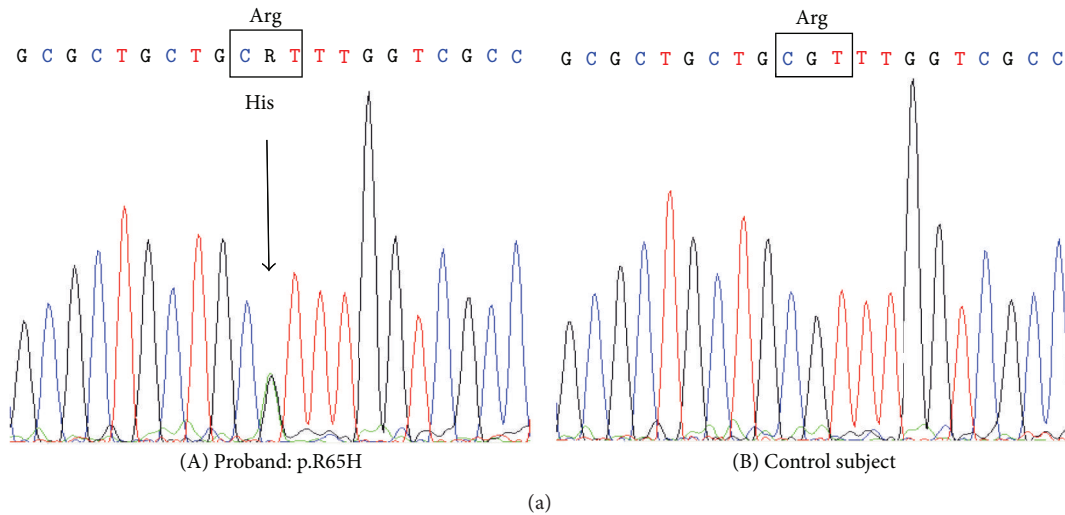 Arg
G C G C T G C T G C R T T T G G T C G C C
His
(A) Proband: p.R65H
Arg
G C G C T G C T G C G T T T G G T C G C C
(B) Control subject
(a)